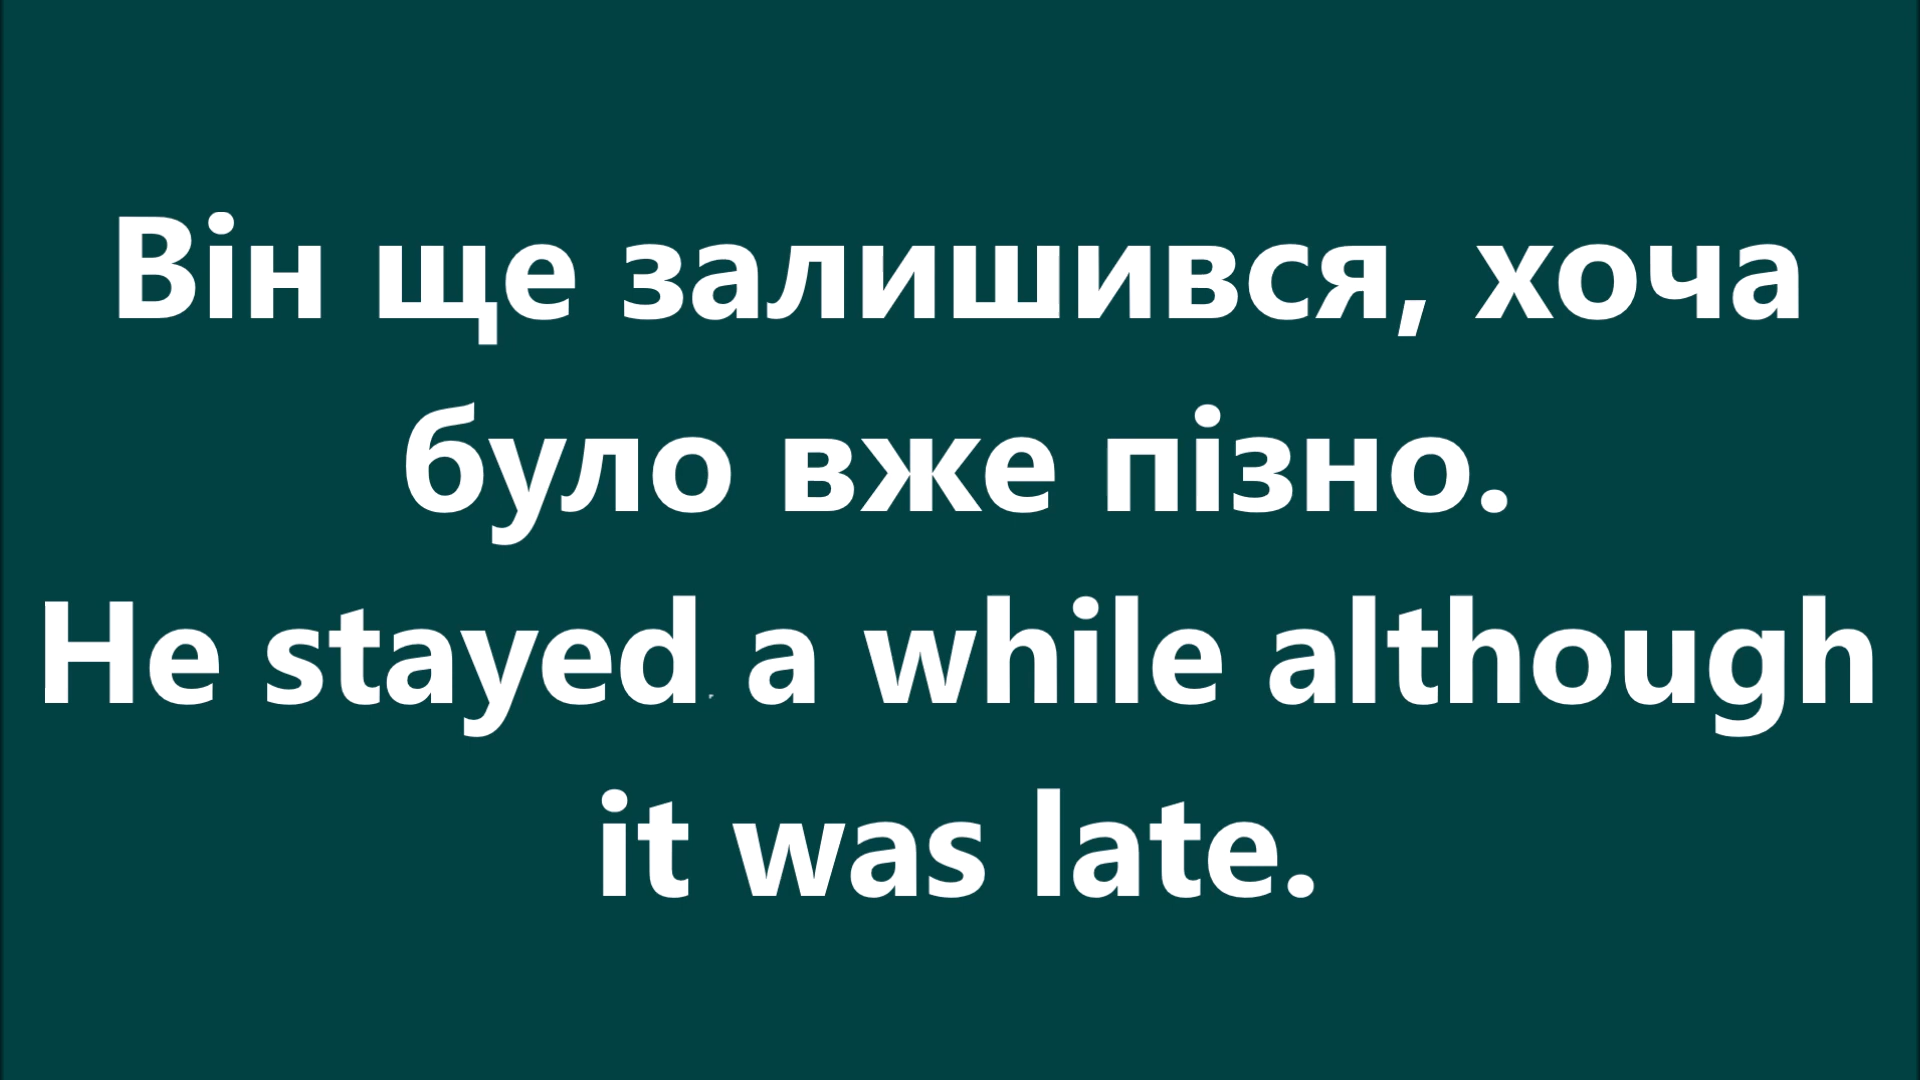 Він ще залишився, хоча
було вже пізно.
He stayed a while although
it was late.